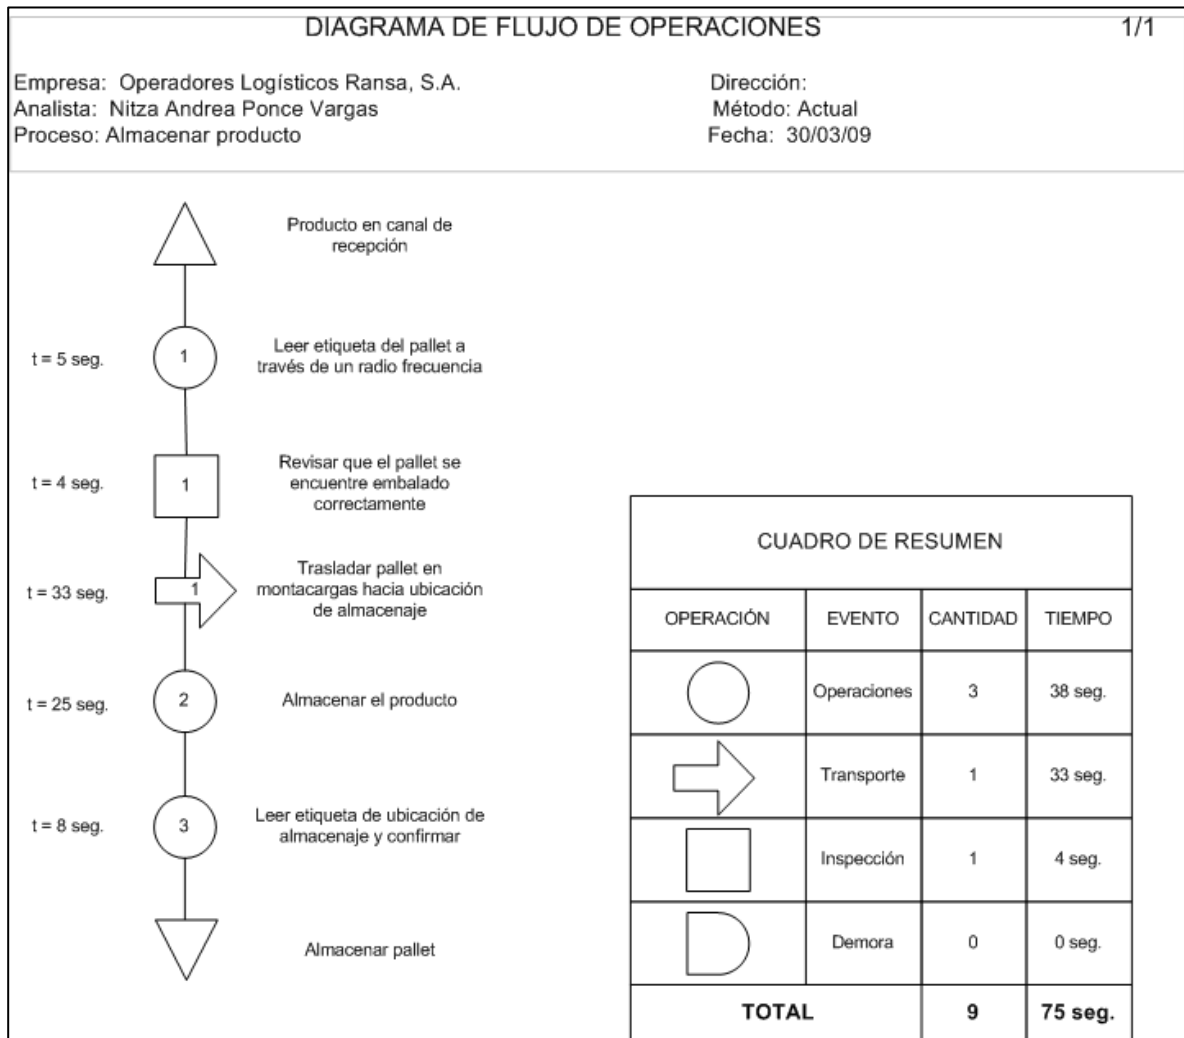 DIAGRAMA DE FLUJO DE OPERACIONES
1/1
Empresa: Operadores Logísticos Ransa, S.A.
Dirección:
Analista: Nitza Andrea Ponce Vargas
Método: Actual
Proceso: Almacenar producto
Fecha: 30/03/09
Producto en canal de
recepción
t = 5 seg.
1
Leer etiqueta del pallet a
través de un radio frecuencia
t = 4 seg.
1
Revisar que el pallet se
encuentre embalado
correctamente
t = 33 seg.
1
Trasladar pallet en
montacargas hacia ubicación
de almacenaje
t = 25 seg.
2
Almacenar el producto
t = 8 seg.
3
Leer etiqueta de ubicación de
almacenaje y confirmar
Almacenar pallet
CUADRO DE RESUMEN
OPERACIÓN EVENTO CANTIDAD TIEMPO
Operaciones 3 38 seg.
Transporte 1 33 seg.
Inspección 1 4 seg.
Demora 0 0 seg.
TOTAL 9 75 seg.